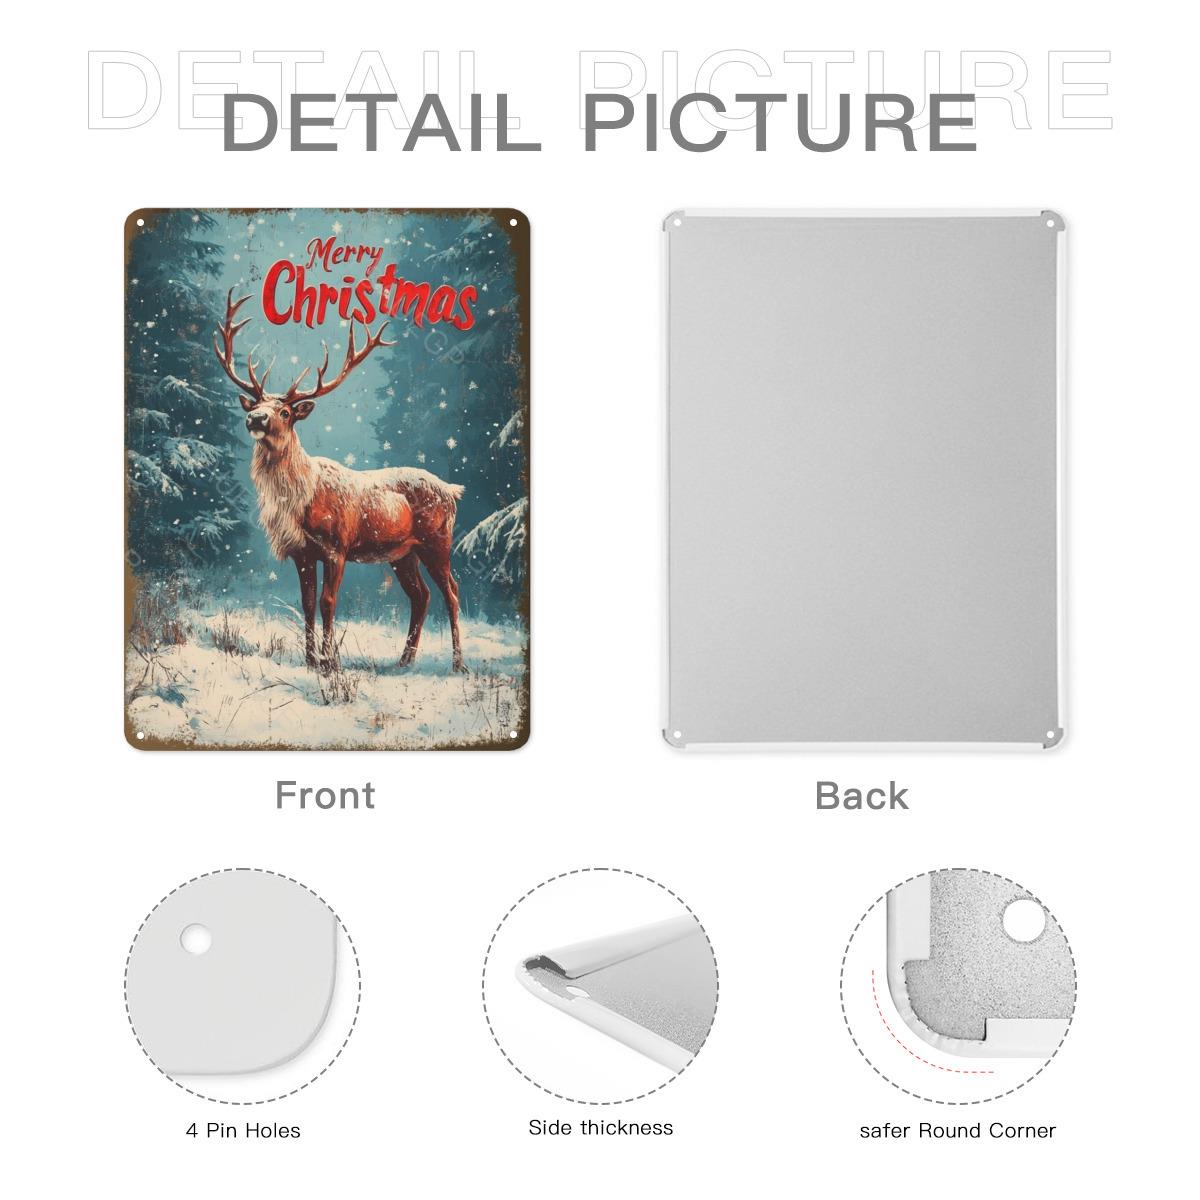 DETAIL PICTURE
DETAIL PICTURE
Merry
Christmas
Front
Back
4 Pin Holes
Side thickness
safer Round Corner